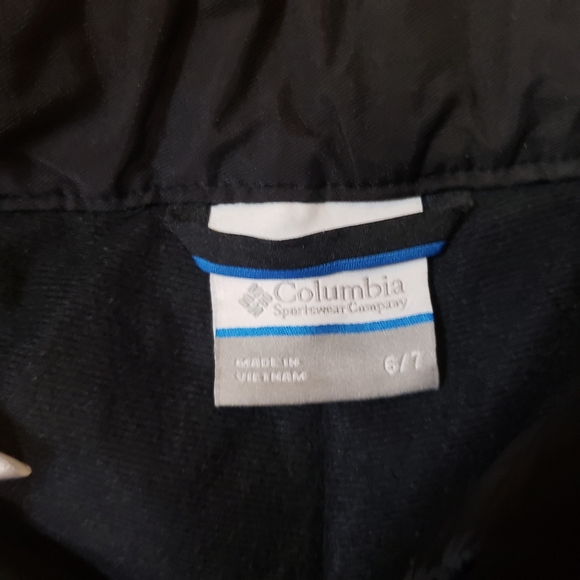 Columbia
Sportswear Company
MADE IN
VIETNAM
6/7